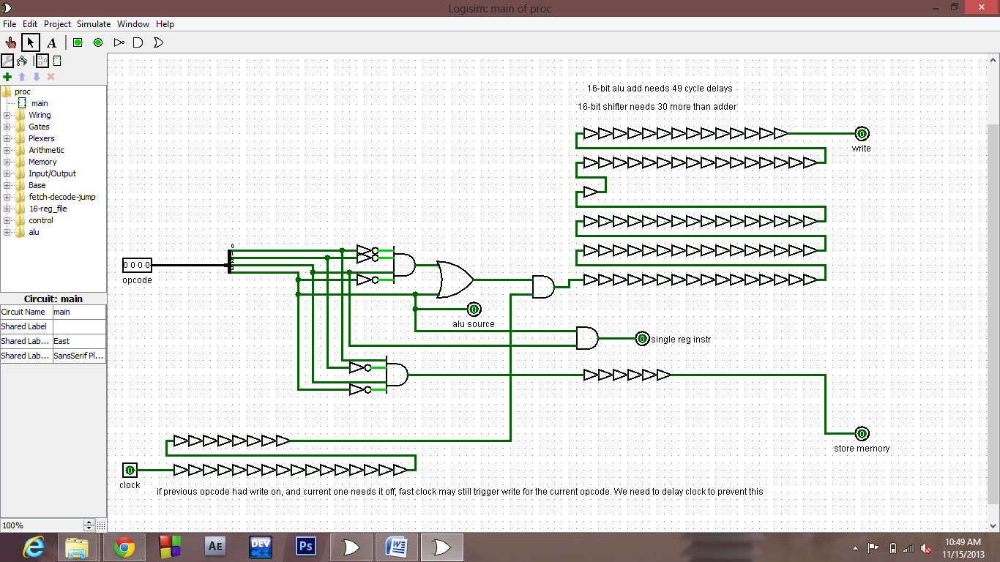 Logisim: main of proc
File Edit Project Simulate Window Help
proc
main
Wiring
Gates
Plexers
Arithmetic
Memory
Input/Output
Base
fetch-decode-jump
16-reg_file
control
alu
Circuit: main
Circuit Name main
Shared Label
Shared Lab... East
Shared Lab... SansSerif Pl...
100%
16-bit alu add needs 49 cycle delays
16-bit shifter needs 30 more than adder
0
write
0
1
2
3
0 0 0 0
opcode
0
alu source
0 single reg instr
0
store memory
0
clock
if previous opcode had write on, and current one needs it off, fast clock may still trigger write for the current opcode. We need to delay clock to prevent this
AE
DEV
C++
Ps
W
10:49 AM
11/15/2013